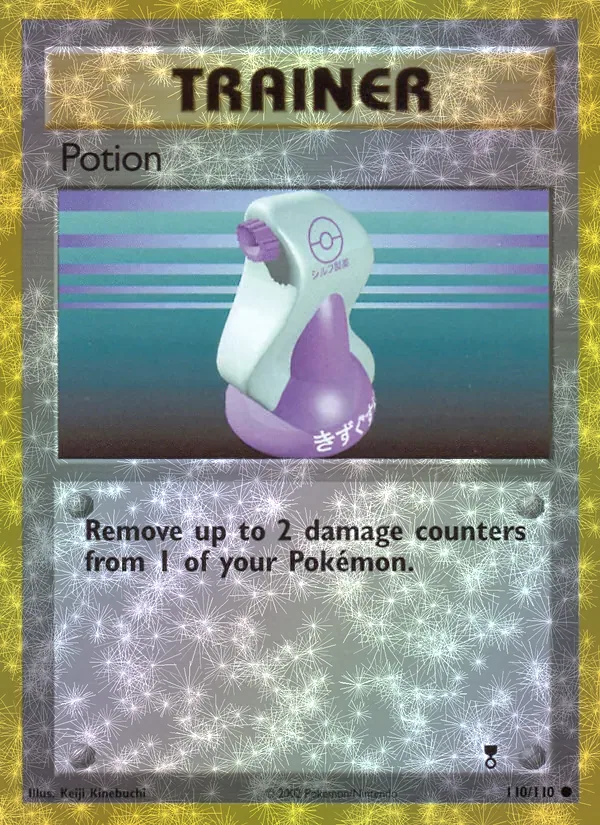 TRAINER
Potion
シルフ製薬
きずぐす
Remove up to 2 damage counters
from 1 of your Pokémon.
Illus. Keiji Kinebuchi
© 2002 Pokémon/Nintendo
110/110